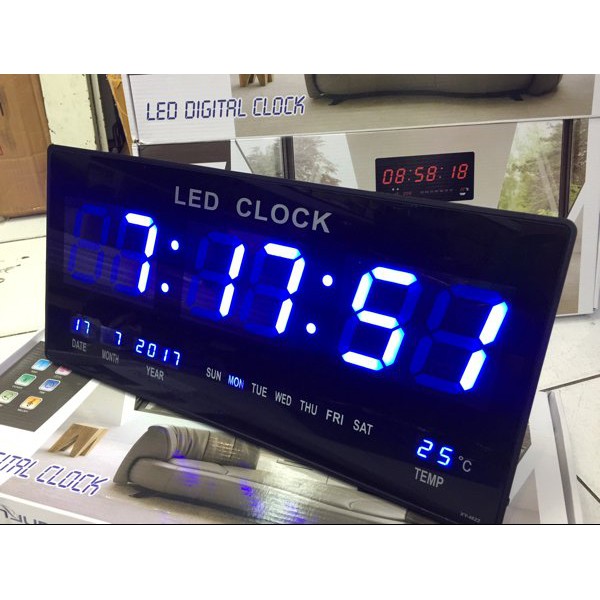 LED DIGITAL CLOCK
08:58:18
LED CLOCK
7:17:51
17 7 2017
DATE MONTH YEAR
SUN MON TUE WED THU FRI SAT
25 °C
TEMP
GITAL CLOCK